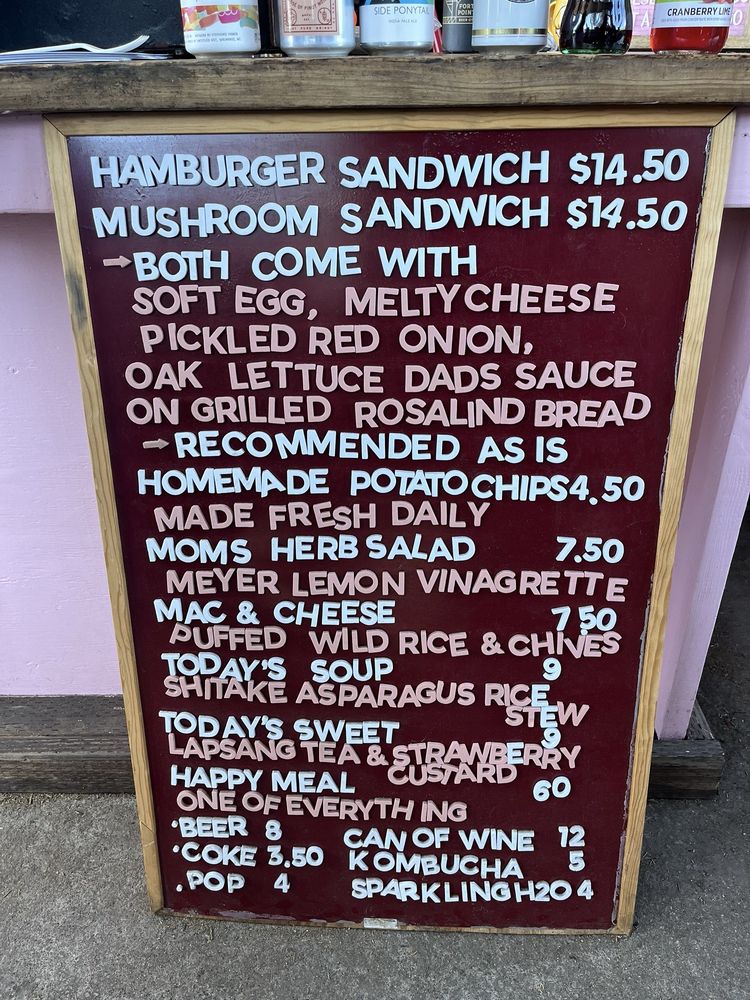 SIDE PONYTAIL
CRANBERRY LIME
HAMBURGER SANDWICH $14.50
MUSHROOM SANDWICH $14.50
→BOTH COME WITH
SOFT EGG, MELTY CHEESE
PICKLED RED ONION,
OAK LETTUCE DADS SAUCE
ON GRILLED ROSALIND BREAD
→RECOMMENDED AS IS
HOMEMADE POTATO CHIPS 4.50
MADE FRESH DAILY
MOMS HERB SALAD 7.50
MEYER LEMON VINAGRETTE
MAC & CHEESE 7.50
PUFFED WILD RICE & CHIVES
TODAY'S SOUP 9
SHITAKE ASPARAGUS RICE
STEW
TODAY'S SWEET 9
LAPSANG TEA & STRAWBERRY
CUSTARD
HAPPY MEAL 60
ONE OF EVERYTHING
·BEER 8 CAN OF WINE 12
·COKE 3.50 KOMBUCHA 5
.POP 4 SPARKLING H2O 4